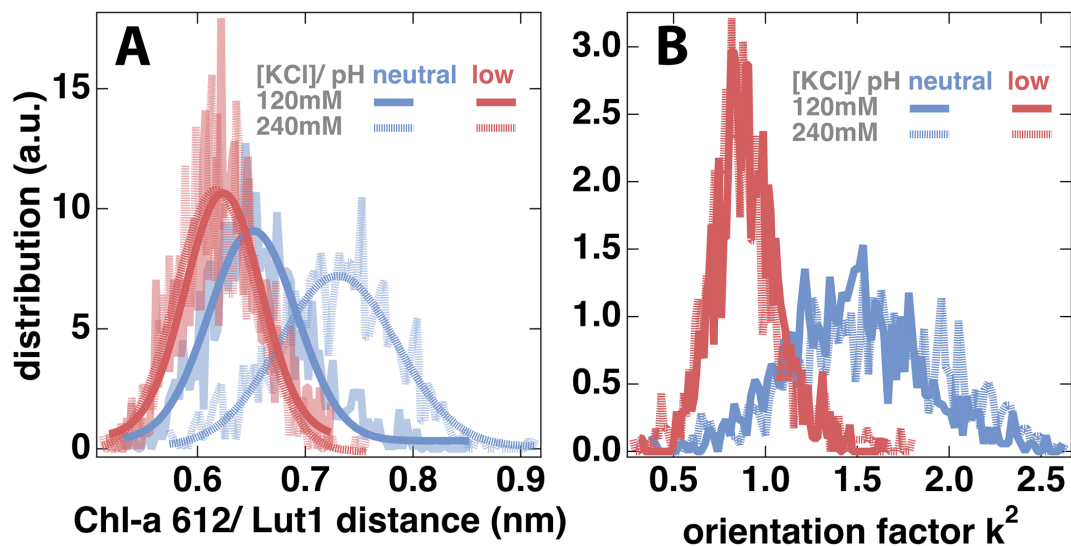 A
[KCl]/ pH neutral low
120mM
240mM
15
10
5
0
distribution (a.u.)
0.6 0.7 0.8 0.9
Chl-a 612/ Lut1 distance (nm)
B
[KCl]/ pH neutral low
120mM
240mM
3.0
2.5
2.0
1.5
1.0
0.5
0.0
0.5 1.0 1.5 2.0 2.5
orientation factor k²